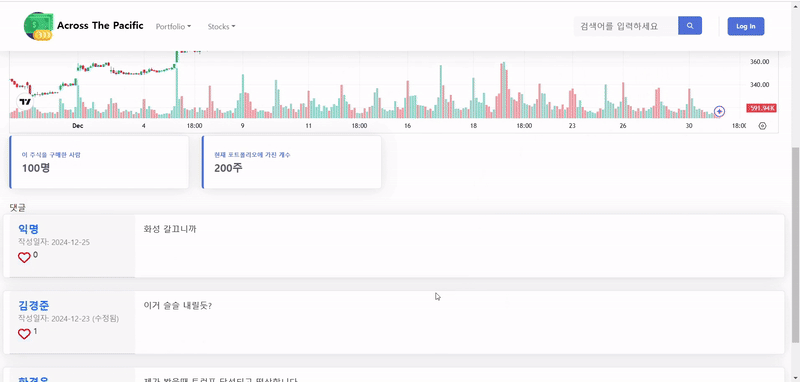 Across The Pacific
Portfolio
Stocks
검색어를 입력하세요
Log In
360.00
340.00
591.94K
Dec
4
18:00
9
11
18:00
16
18
18:00
23
26
30
18:00
이 주식을 구매한 사람
100명
현재 포트폴리오에 가진 개수
200주
댓글
익명
작성일자: 2024-12-25
0
화성 갈끄니까
김경준
작성일자: 2024-12-23 (수정됨)
1
이거 슬슬 내릴듯?